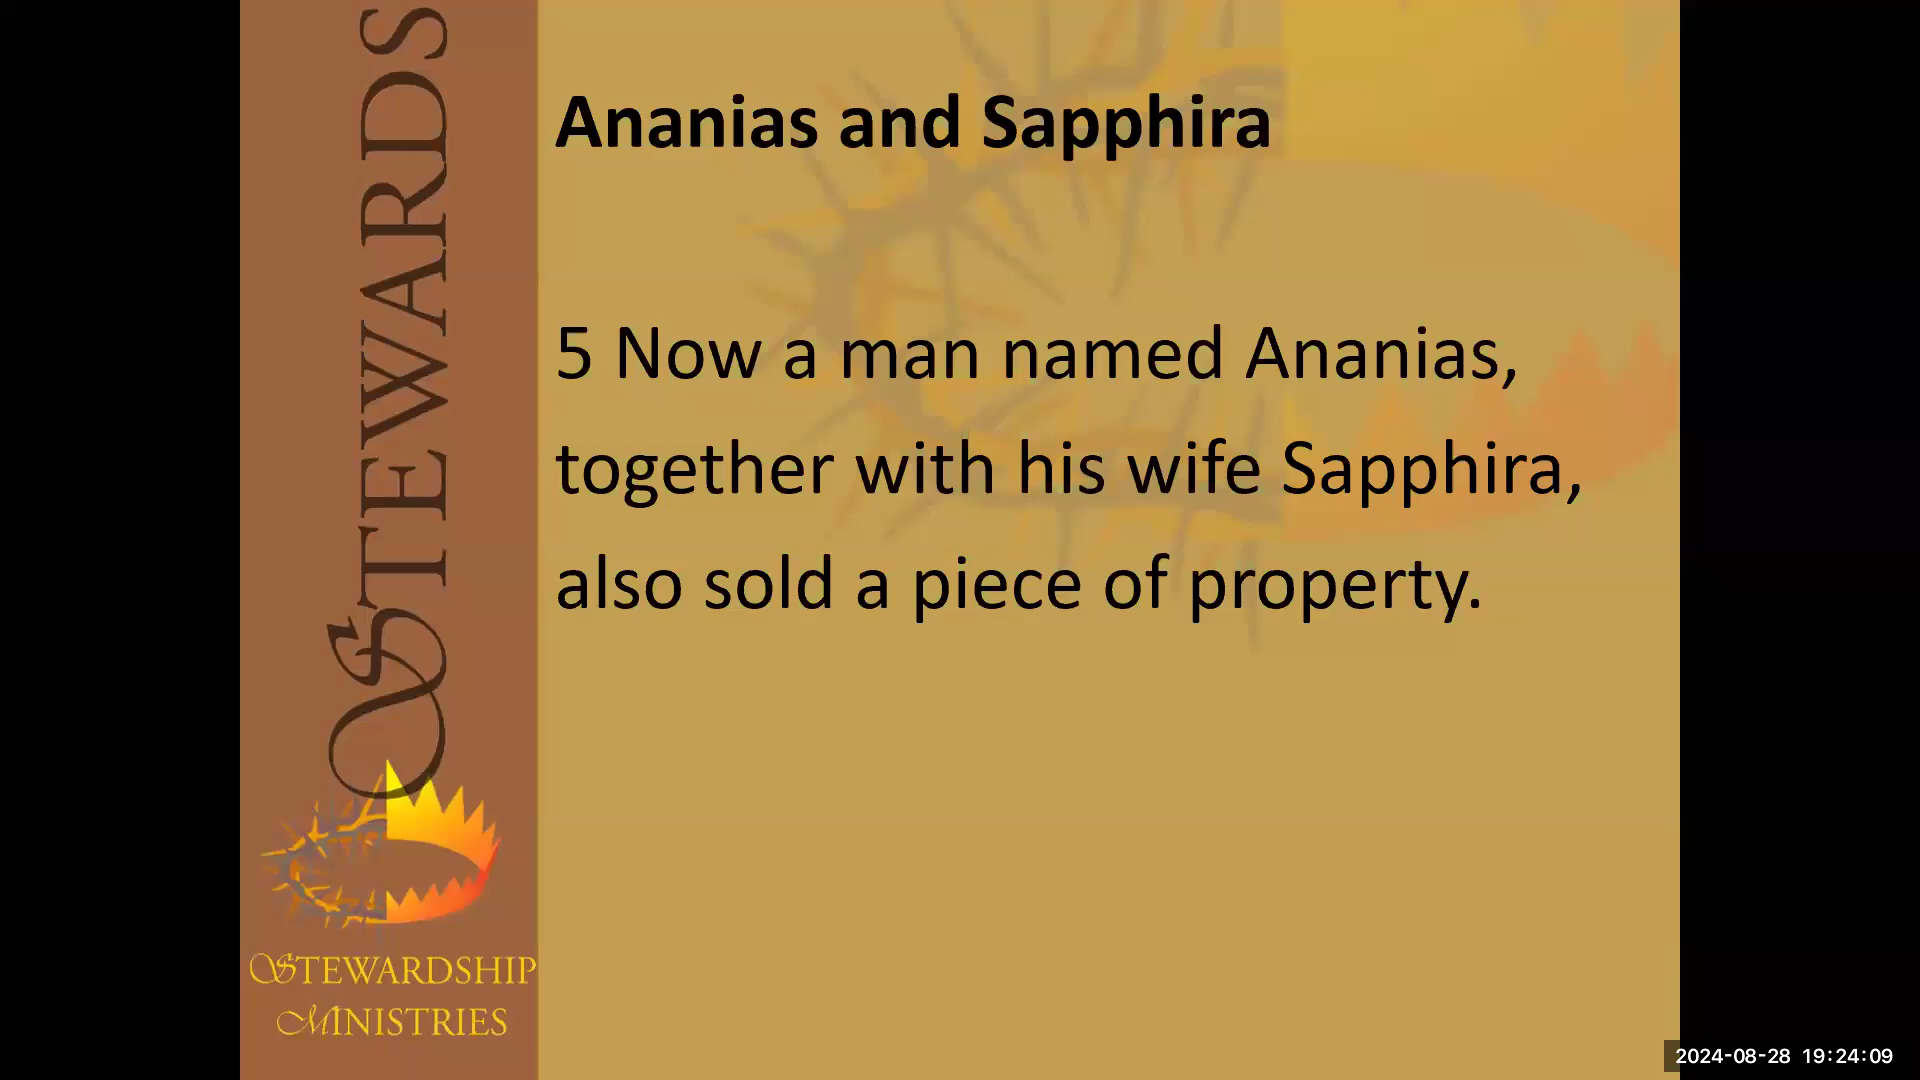 STEWARDS
Ananias and Sapphira
5 Now a man named Ananias,
together with his wife Sapphira,
also sold a piece of property.
STEWARDSHIP
MINISTRIES
2024-08-28 19:24:09